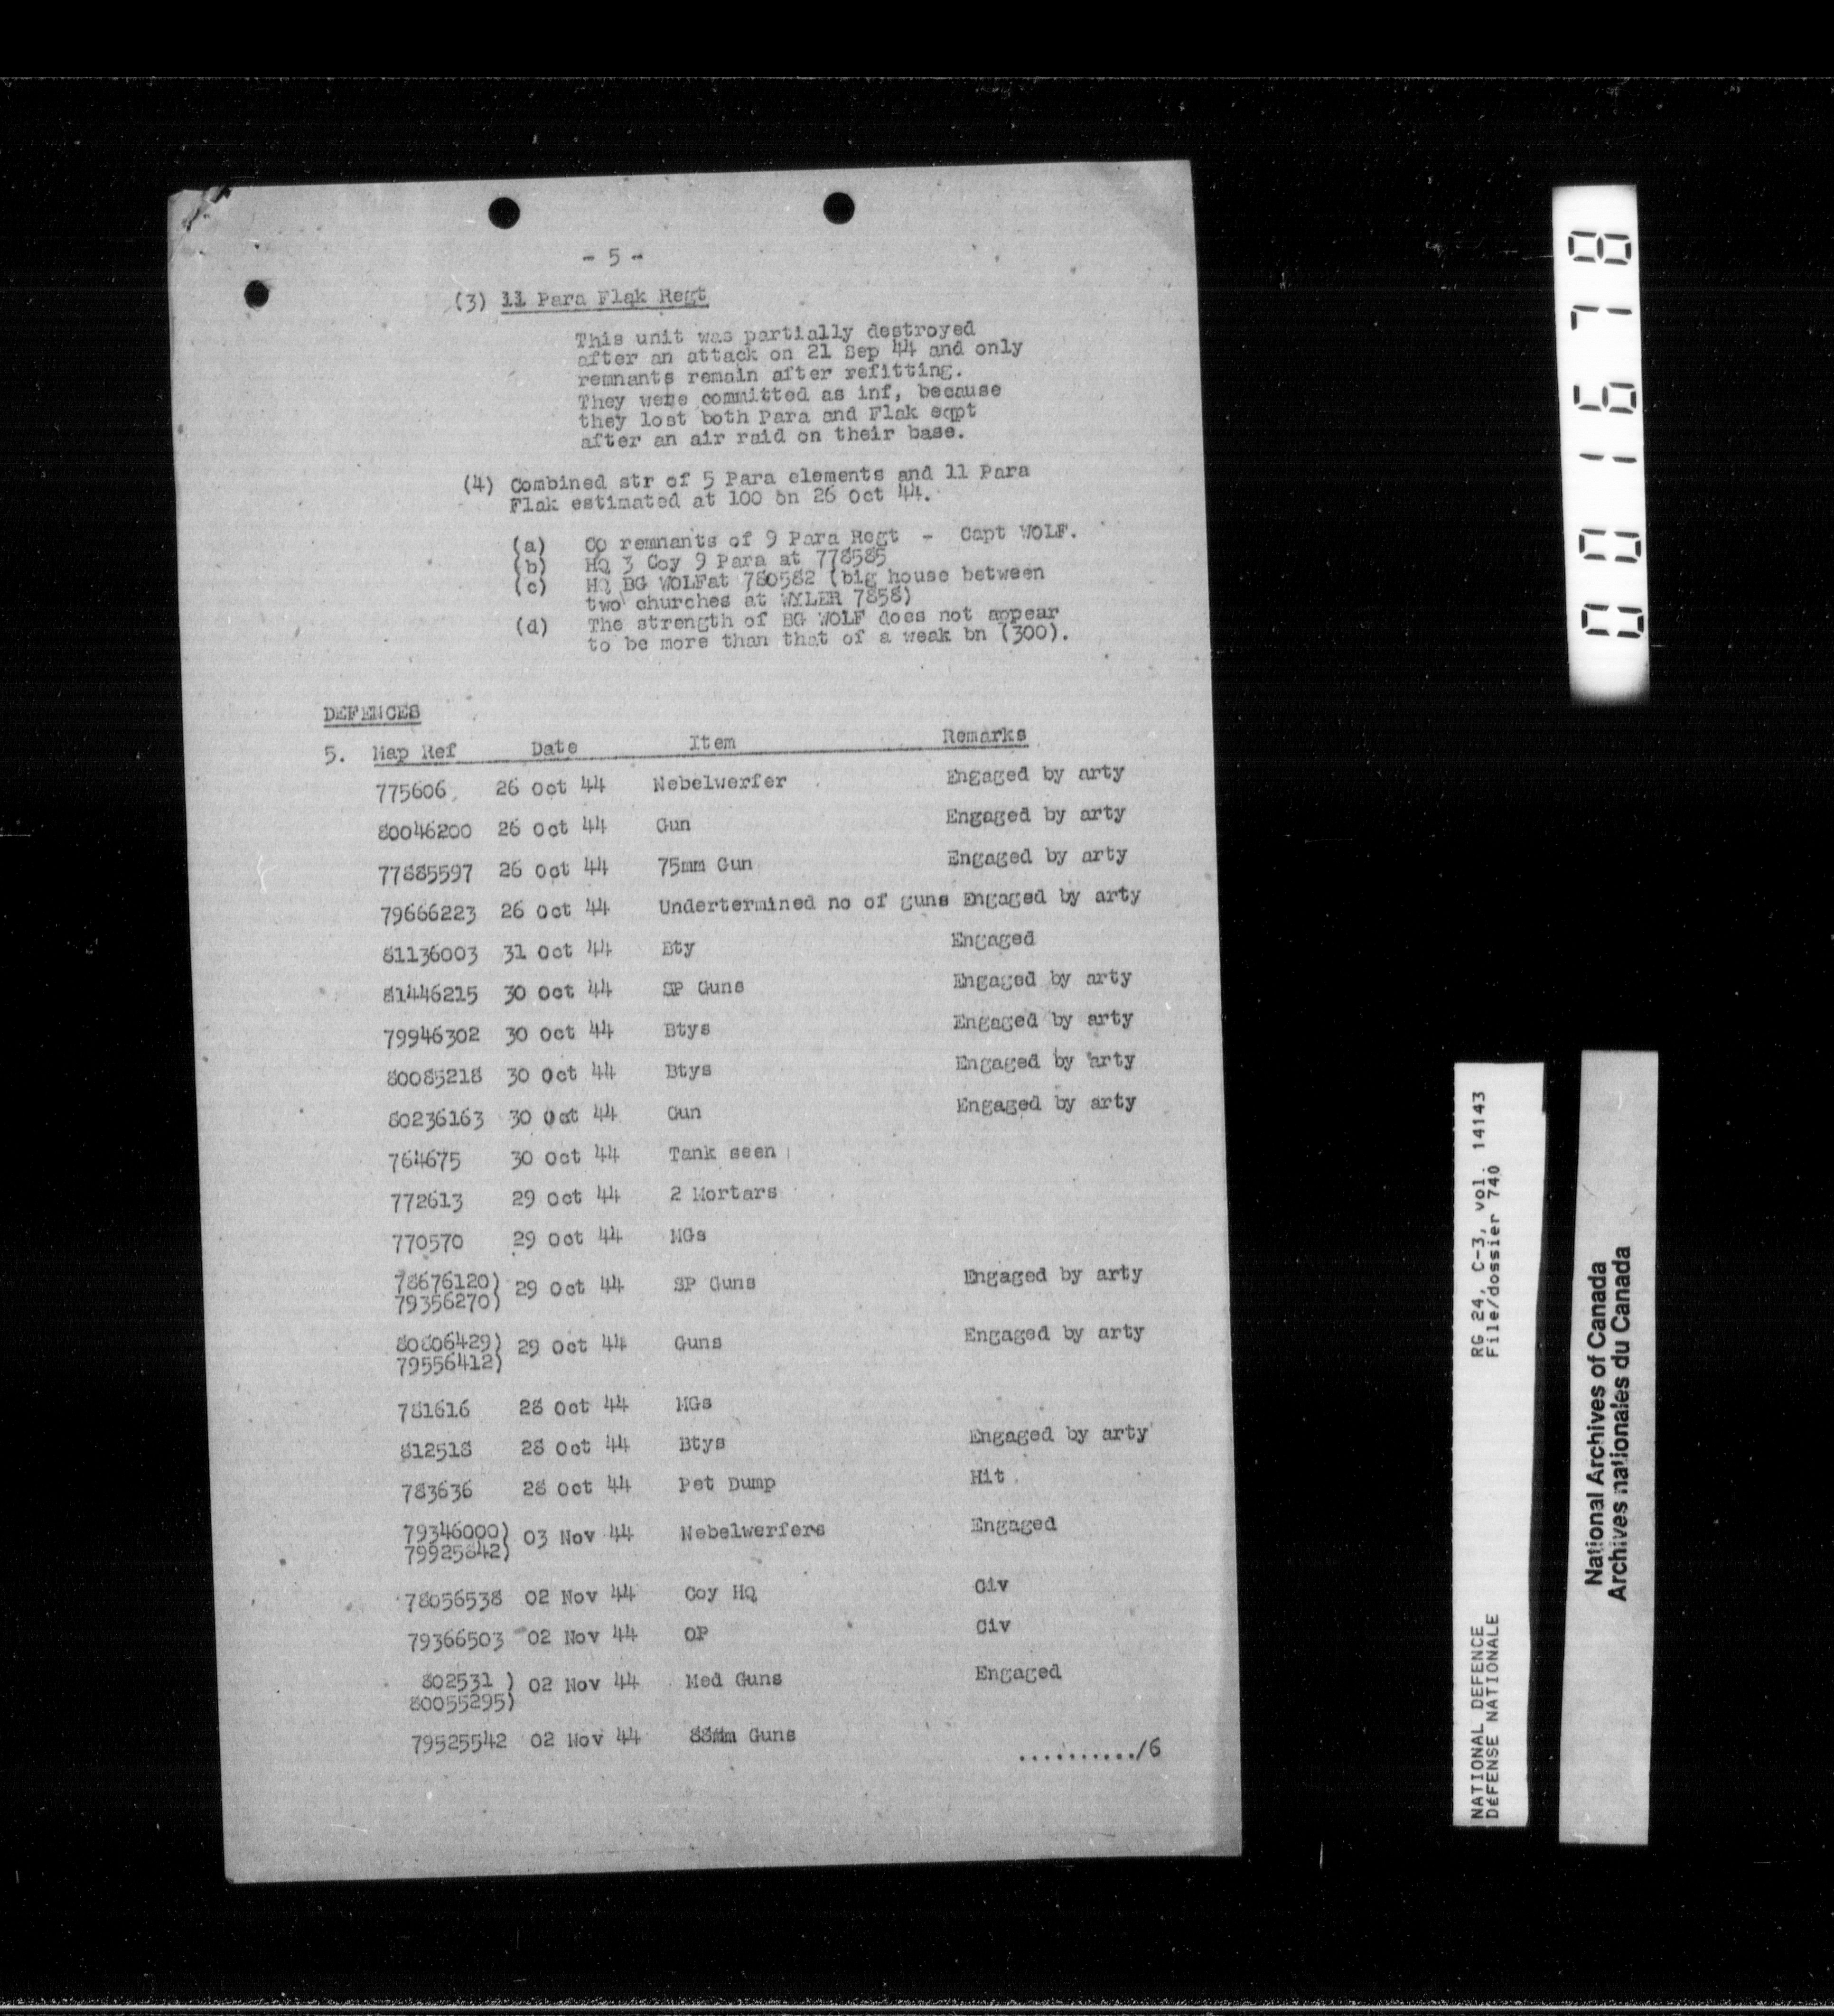 - 5 -
(3) 11 Para Flak Regt
This unit was partially destroyed
after an attack on 21 Sep 44 and only
remnants remain after refitting.
They were committed as inf, because
they lost both Para and Flak eqpt
after an air raid on their base.
(4) Combined str of 5 Para elements and 11 Para
Flak estimated at 100 on 26 Oct 44.
(a) CO remnants of 9 Para Regt - Capt WOLF.
(b) HQ 3 Coy 9 Para at 778585
(c) HQ BG WOLFat 780582 (big house between
two churches at WYLER 7858)
(d) The strength of BG WOLF does not appear
to be more than that of a weak bn (300).
DEFENCES
5. Map Ref Date Item Remarks
775606 26 Oct 44 Nebelwerfer Engaged by arty
80046200 26 Oct 44 Gun Engaged by arty
77885597 26 Oct 44 75mm Gun Engaged by arty
79666223 26 Oct 44 Undertermined no of guns Engaged by arty
81136003 31 Oct 44 Bty Engaged
81446215 30 Oct 44 SP Guns Engaged by arty
79946302 30 Oct 44 Btys Engaged by arty
80085218 30 Oct 44 Btys Engaged by arty
80236163 30 Oct 44 Gun Engaged by arty
764675 30 Oct 44 Tank seen
772613 29 Oct 44 2 Mortars
770570 29 Oct 44 MGs
78676120)
79356270) 29 Oct 44 SP Guns Engaged by arty
80806429)
79556412) 29 Oct 44 Guns Engaged by arty
781616 28 Oct 44 MGs
812518 28 Oct 44 Btys Engaged by arty
783636 28 Oct 44 Pet Dump Hit
79346000)
79925842) 03 Nov 44 Nebelwerfers Engaged
78056538 02 Nov 44 Coy HQ Civ
79366503 02 Nov 44 OP Civ
802531 )
80055295) 02 Nov 44 Med Guns Engaged
79525542 02 Nov 44 88mm Guns
........../6
001678
RG 24, C-3, vol. 14143
File/dossier 740
NATIONAL DEFENCE
DÉFENSE NATIONALE
National Archives of Canada
Archives nationales du Canada